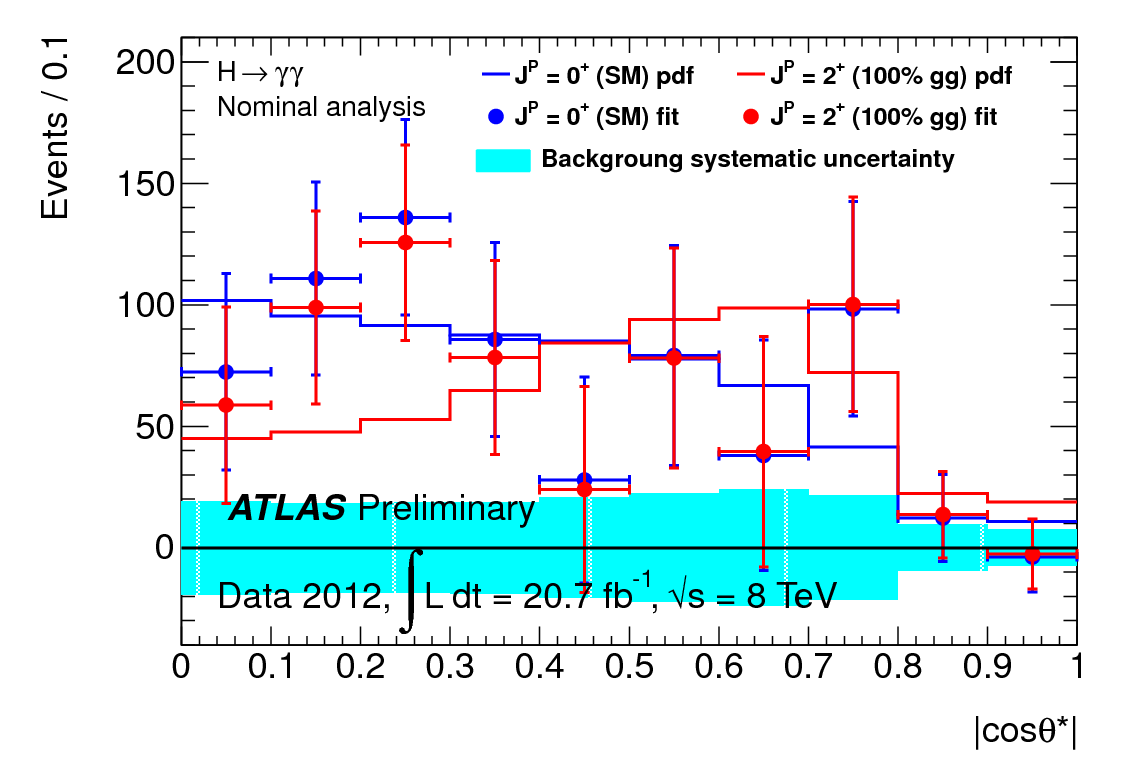 Events / 0.1
200
150
100
50
0
H→γγ
Nominal analysis
J^P = 0^+ (SM) pdf
J^P = 2^+ (100% gg) pdf
J^P = 0^+ (SM) fit
J^P = 2^+ (100% gg) fit
Backgroung systematic uncertainty
ATLAS Preliminary
Data 2012, ∫L dt = 20.7 fb^-1, √s = 8 TeV
0 0.1 0.2 0.3 0.4 0.5 0.6 0.7 0.8 0.9 1
|cosθ*|